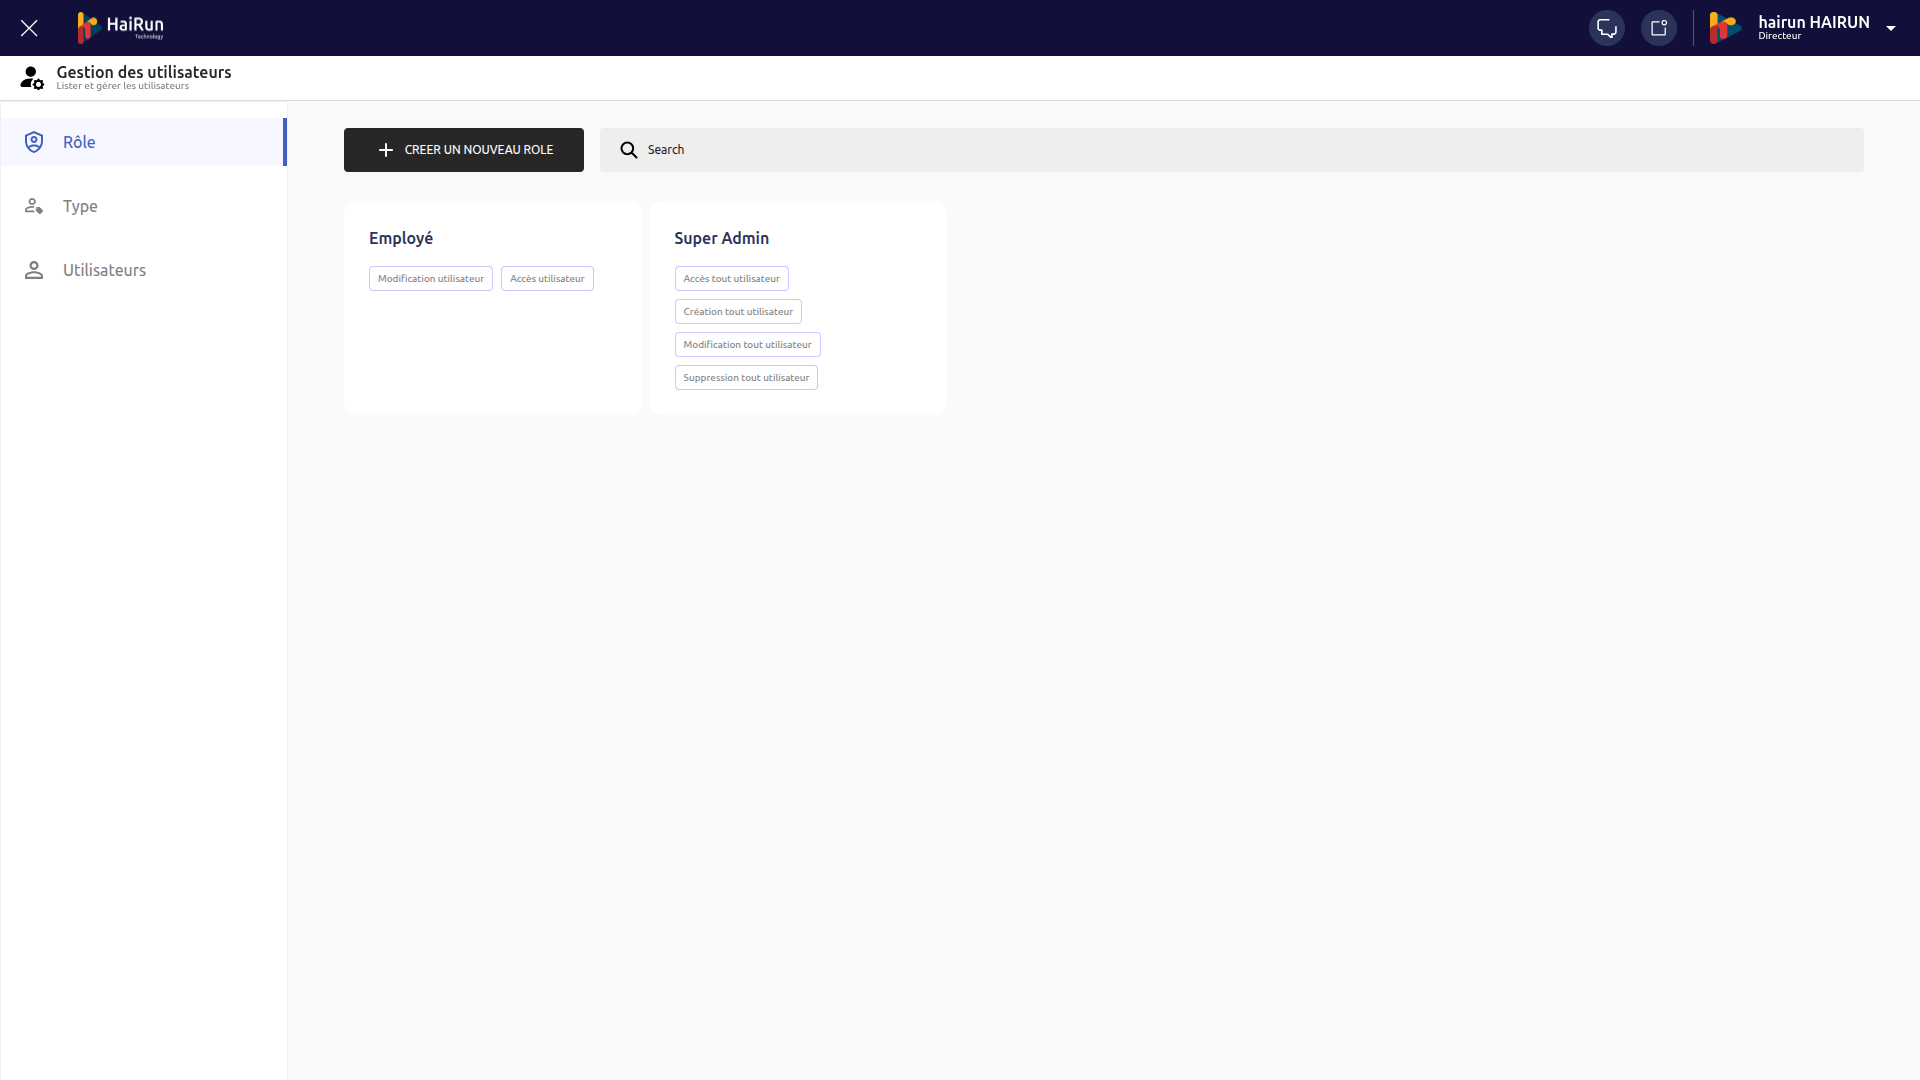 HaiRun
Technology
hairun HAIRUN
Directeur
Gestion des utilisateurs
Lister et gérer les utilisateurs
Rôle
Type
Utilisateurs
CREER UN NOUVEAU ROLE
Search
Employé
Modification utilisateur
Accès utilisateur
Super Admin
Accès tout utilisateur
Création tout utilisateur
Modification tout utilisateur
Suppression tout utilisateur